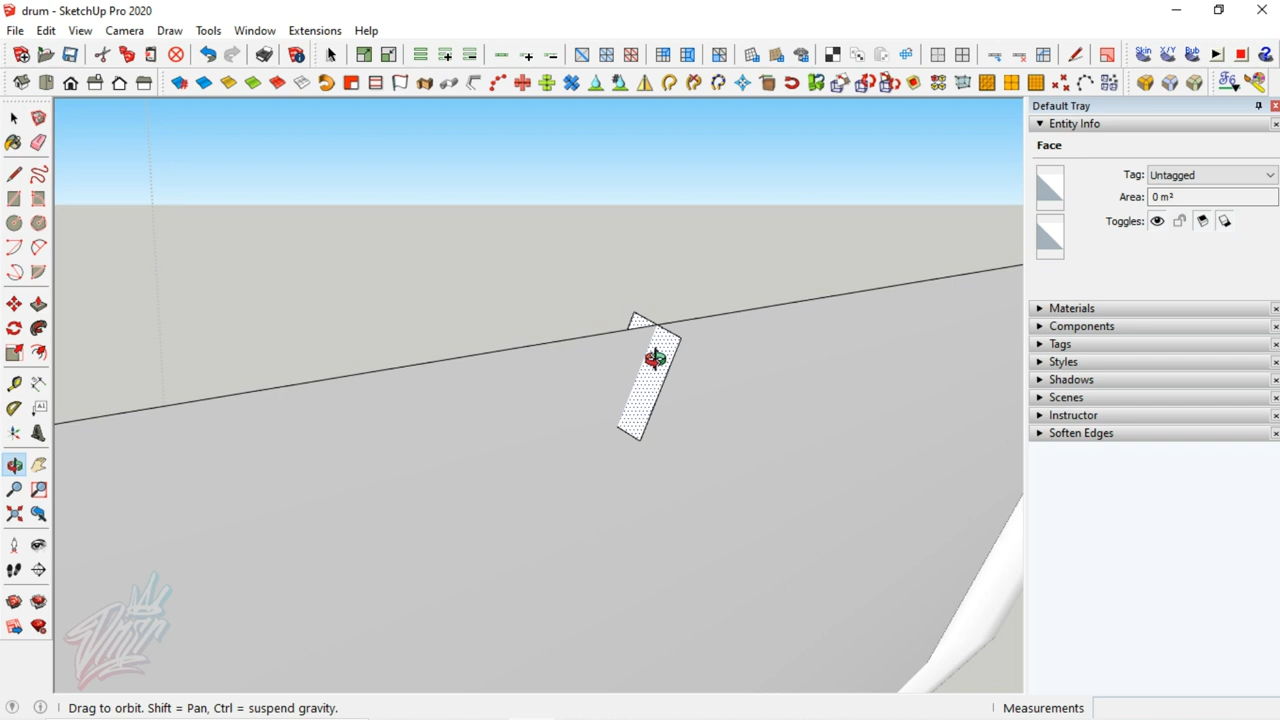 drum - SketchUp Pro 2020
File Edit View Camera Draw Tools Window Extensions Help
Skin X/Y Bub
Default Tray
Entity Info
Face
Tag: Untagged
Area: 0 m²
Toggles:
Materials
Components
Tags
Styles
Shadows
Scenes
Instructor
Soften Edges
Drag to orbit. Shift = Pan, Ctrl = suspend gravity.
Measurements